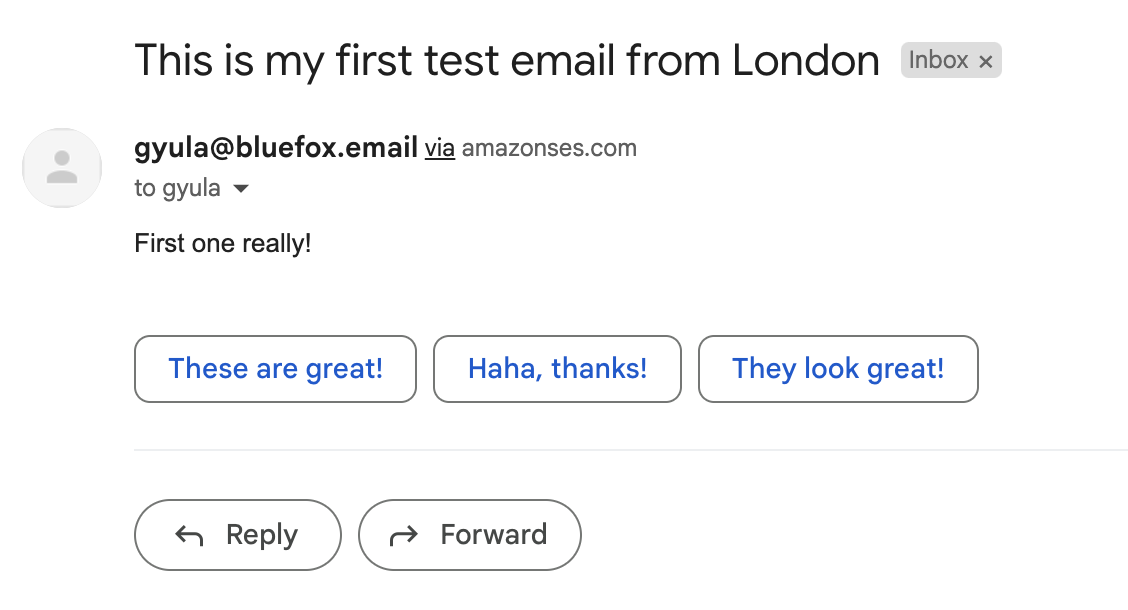 This is my first test email from London Inbox ×
gyula@bluefox.email via amazonses.com
to gyula
First one really!
These are great! Haha, thanks! They look great!
Reply Forward